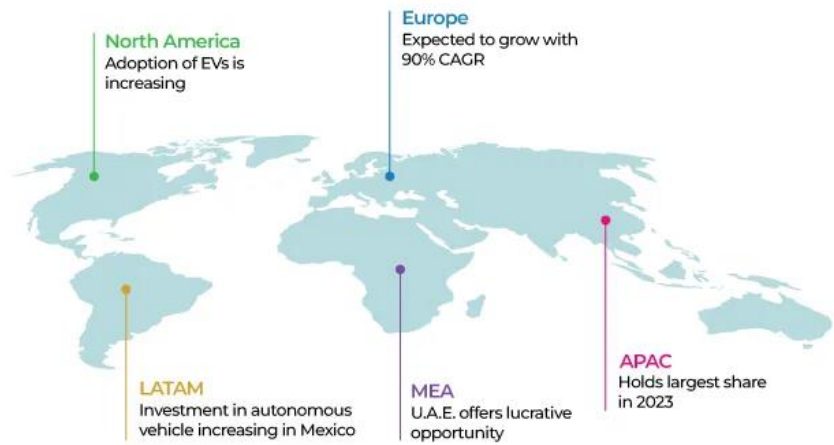 North America
Adoption of EVs is
increasing
Europe
Expected to grow with
90% CAGR
LATAM
Investment in autonomous
vehicle increasing in Mexico
MEA
U.A.E. offers lucrative
opportunity
APAC
Holds largest share
in 2023